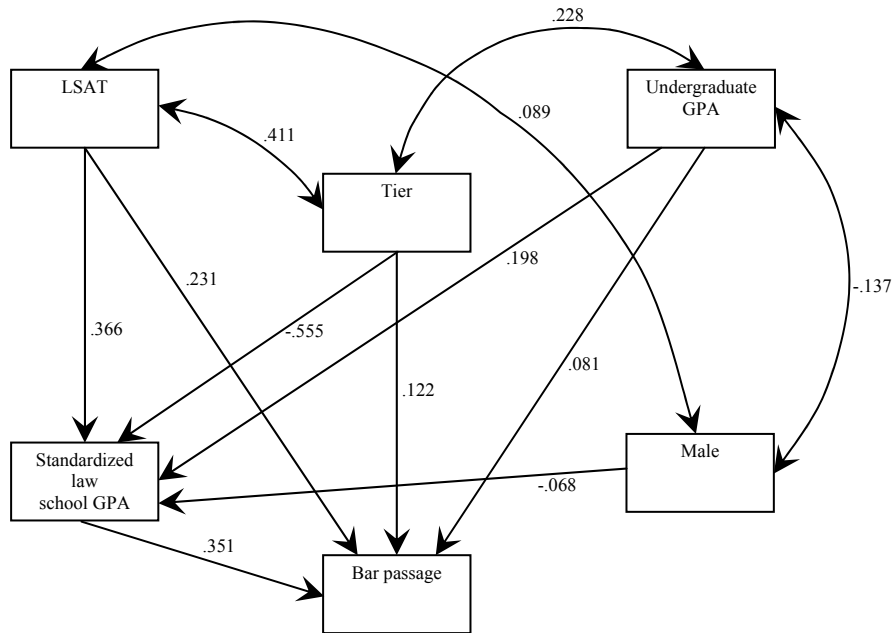 .228
LSAT
Undergraduate
GPA
.089
.411
Tier
.198
.231
-.137
-.555
.366
.081
.122
Standardized
law
school GPA
Male
-.068
.351
Bar passage